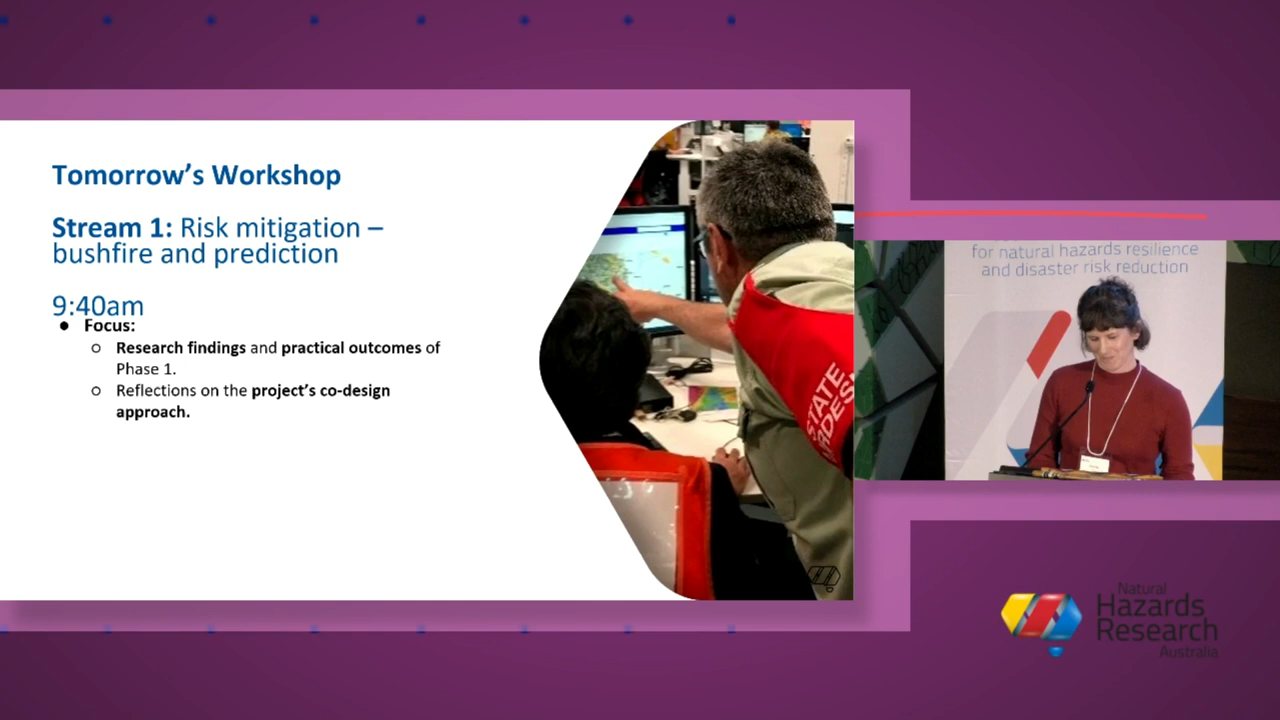 Tomorrow's Workshop
Stream 1: Risk mitigation –
bushfire and prediction
9:40am
● Focus:
○ Research findings and practical outcomes of
Phase 1.
○ Reflections on the project's co-design
approach.
STATE
for natural hazards resilience
and disaster risk reduction
Natural
Hazards
Research
Australia